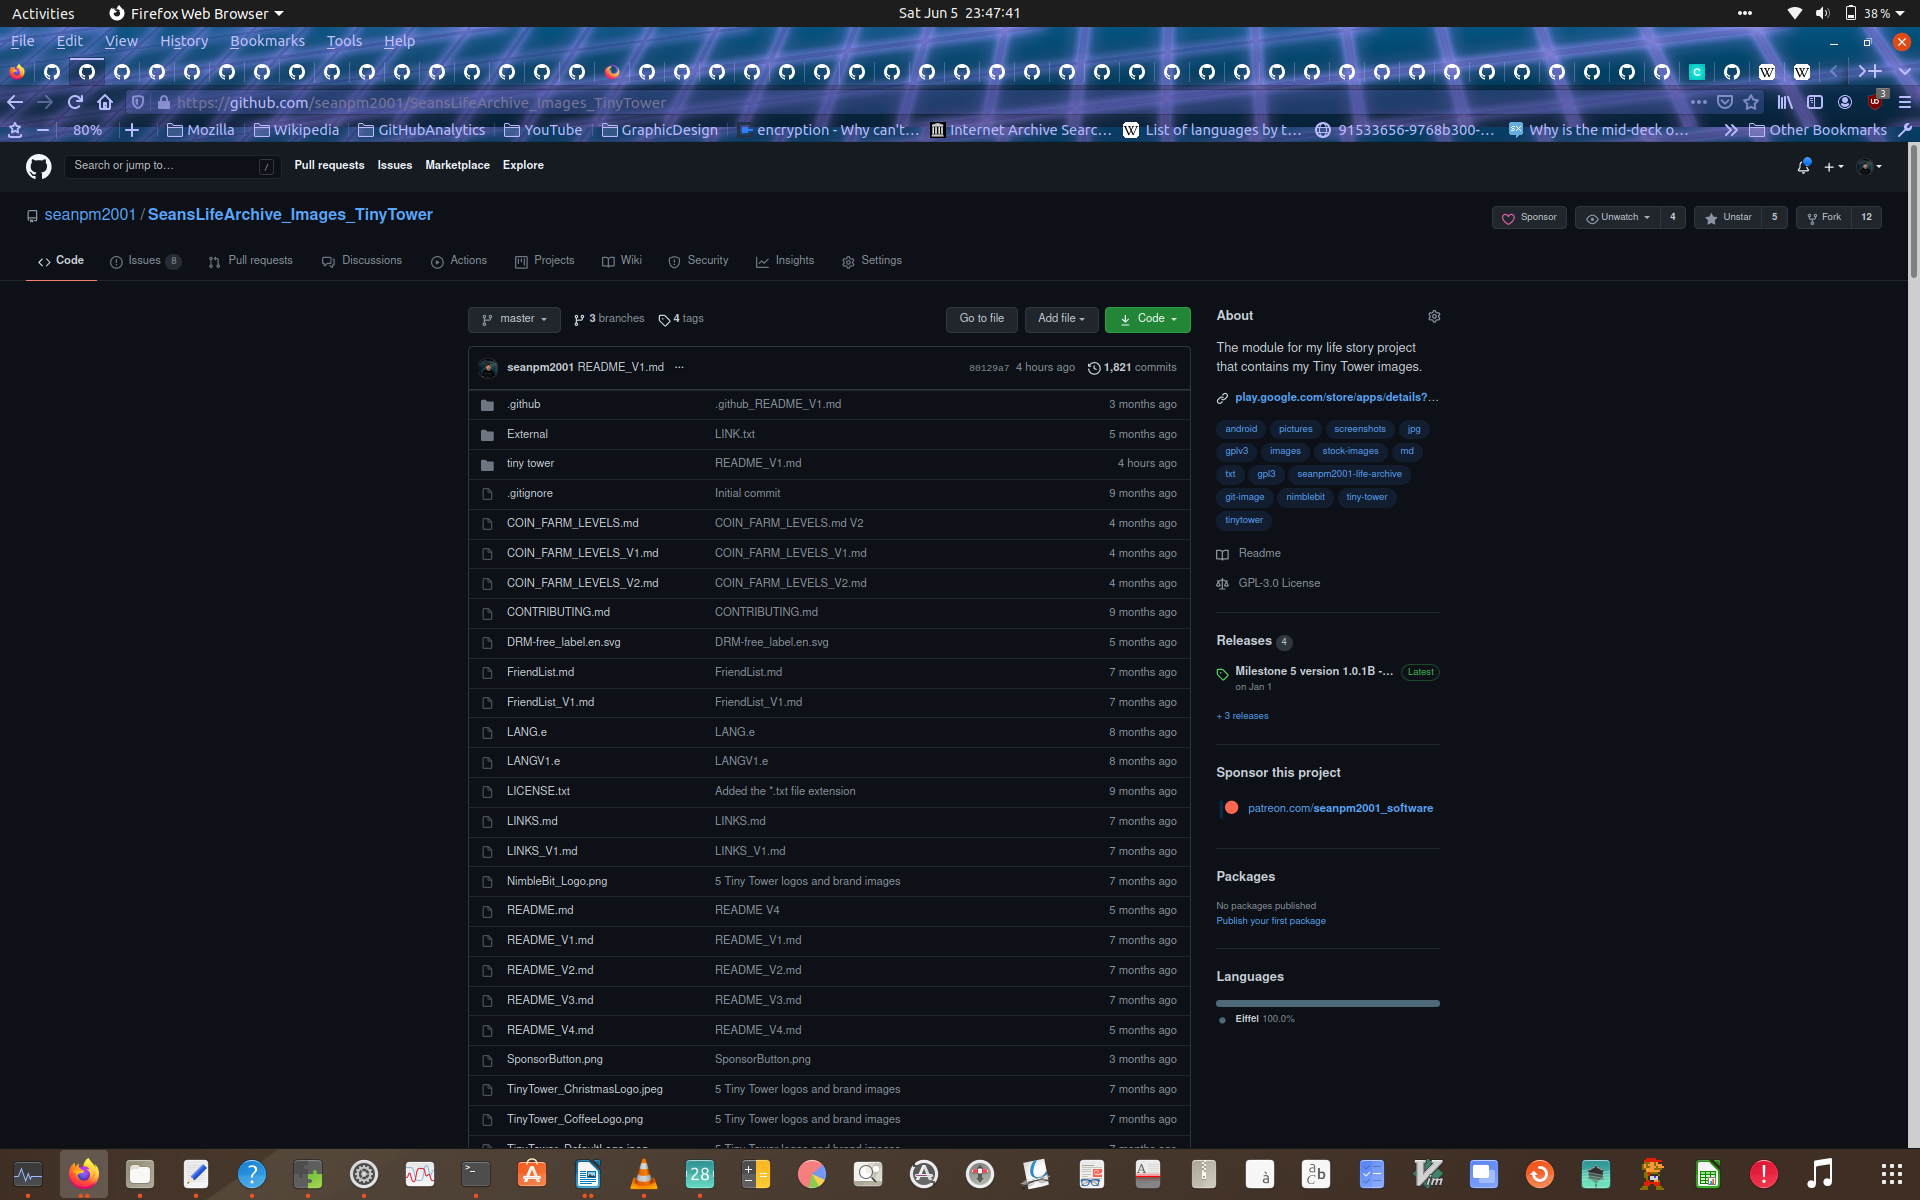 Activities
Firefox Web Browser
Sat Jun 5 23:47:41
38 %
File Edit View History Bookmarks Tools Help
https://github.com/seanpm2001/SeansLifeArchive_Images_TinyTower
3
80%
Mozilla
Wikipedia
GitHubAnalytics
YouTube
GraphicDesign
encryption - Why can't…
Internet Archive Searc…
List of languages by t…
91533656-9768b300-…
Why is the mid-deck o…
Other Bookmarks
Search or jump to…
/
Pull requests Issues Marketplace Explore
seanpm2001 / SeansLifeArchive_Images_TinyTower
Sponsor
Unwatch 4
Unstar 5
Fork 12
Code
Issues 8
Pull requests
Discussions
Actions
Projects
Wiki
Security
Insights
Settings
master
3 branches
4 tags
Go to file
Add file
Code
seanpm2001 README_V1.md ...
80129a7 4 hours ago
1,821 commits
.github .github_README_V1.md 3 months ago
External LINK.txt 5 months ago
tiny tower README_V1.md 4 hours ago
.gitignore Initial commit 9 months ago
COIN_FARM_LEVELS.md COIN_FARM_LEVELS.md V2 4 months ago
COIN_FARM_LEVELS_V1.md COIN_FARM_LEVELS_V1.md 4 months ago
COIN_FARM_LEVELS_V2.md COIN_FARM_LEVELS_V2.md 4 months ago
CONTRIBUTING.md CONTRIBUTING.md 9 months ago
DRM-free_label.en.svg DRM-free_label.en.svg 5 months ago
FriendList.md FriendList.md 7 months ago
FriendList_V1.md FriendList_V1.md 7 months ago
LANG.e LANG.e 8 months ago
LANGV1.e LANGV1.e 8 months ago
LICENSE.txt Added the *.txt file extension 9 months ago
LINKS.md LINKS.md 7 months ago
LINKS_V1.md LINKS_V1.md 7 months ago
NimbleBit_Logo.png 5 Tiny Tower logos and brand images 7 months ago
README.md README V4 5 months ago
README_V1.md README_V1.md 7 months ago
README_V2.md README_V2.md 7 months ago
README_V3.md README_V3.md 7 months ago
README_V4.md README_V4.md 5 months ago
SponsorButton.png SponsorButton.png 3 months ago
TinyTower_ChristmasLogo.jpeg 5 Tiny Tower logos and brand images 7 months ago
TinyTower_CoffeeLogo.png 5 Tiny Tower logos and brand images 7 months ago
About
The module for my life story project
that contains my Tiny Tower images.
play.google.com/store/apps/details?…
android pictures screenshots jpg
gplv3 images stock-images md
txt gpl3 seanpm2001-life-archive
git-image nimblebit tiny-tower
tinytower
Readme
GPL-3.0 License
Releases 4
Milestone 5 version 1.0.1B -… Latest
on Jan 1
+ 3 releases
Sponsor this project
patreon.com/seanpm2001_software
Packages
No packages published
Publish your first package
Languages
Eiffel 100.0%
28